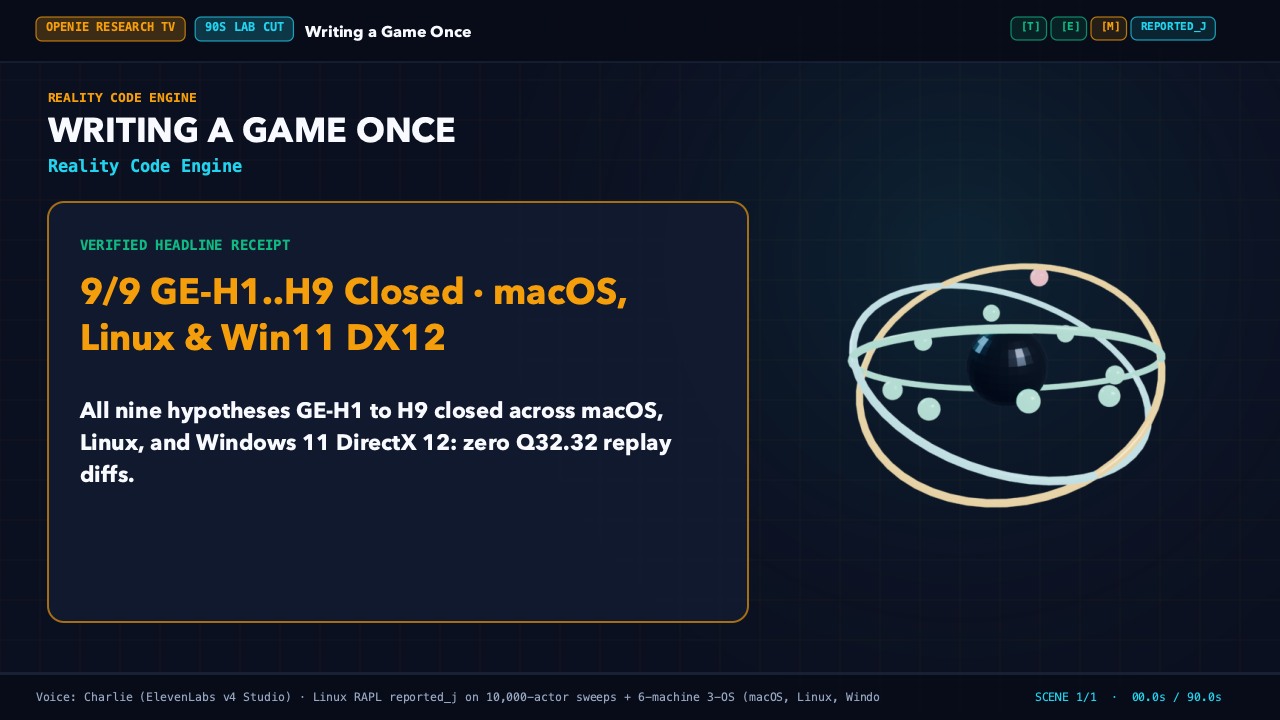 OPENIE RESEARCH TV
90S LAB CUT
Writing a Game Once
[T]
[E]
[M]
REPORTED_J
REALITY CODE ENGINE
WRITING A GAME ONCE
Reality Code Engine
VERIFIED HEADLINE RECEIPT
9/9 GE-H1..H9 Closed · macOS,
Linux & Win11 DX12
All nine hypotheses GE-H1 to H9 closed across macOS,
Linux, and Windows 11 DirectX 12: zero Q32.32 replay
diffs.
Voice: Charlie (ElevenLabs v4 Studio) · Linux RAPL reported_j on 10,000-actor sweeps + 6-machine 3-OS (macOS, Linux, Windo
SCENE 1/1 · 00.0s / 90.0s